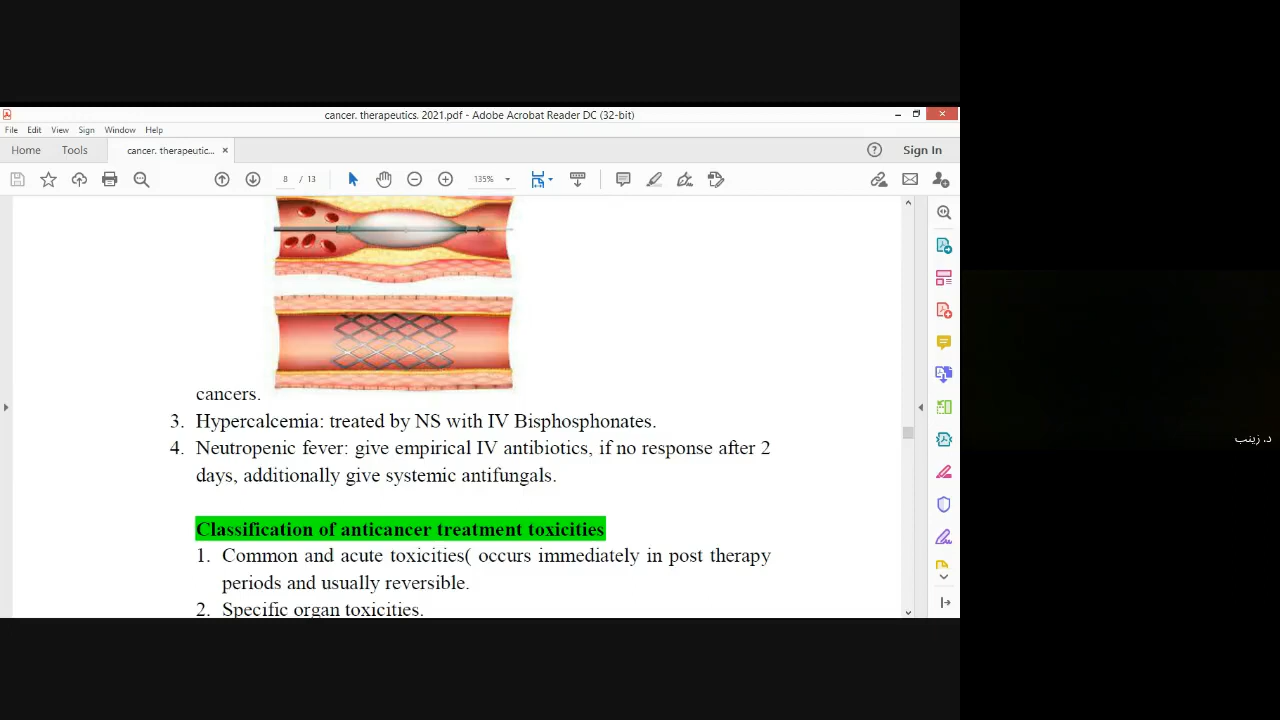 cancer. therapeutics. 2021.pdf - Adobe Acrobat Reader DC (32-bit)
File Edit View Sign Window Help
Home Tools cancer. therapeutic... × Sign In
8 / 13 135%
cancers.
3. Hypercalcemia: treated by NS with IV Bisphosphonates.
4. Neutropenic fever: give empirical IV antibiotics, if no response after 2
days, additionally give systemic antifungals.
Classification of anticancer treatment toxicities
1. Common and acute toxicities( occurs immediately in post therapy
periods and usually reversible.
2. Specific organ toxicities.
د. زينب